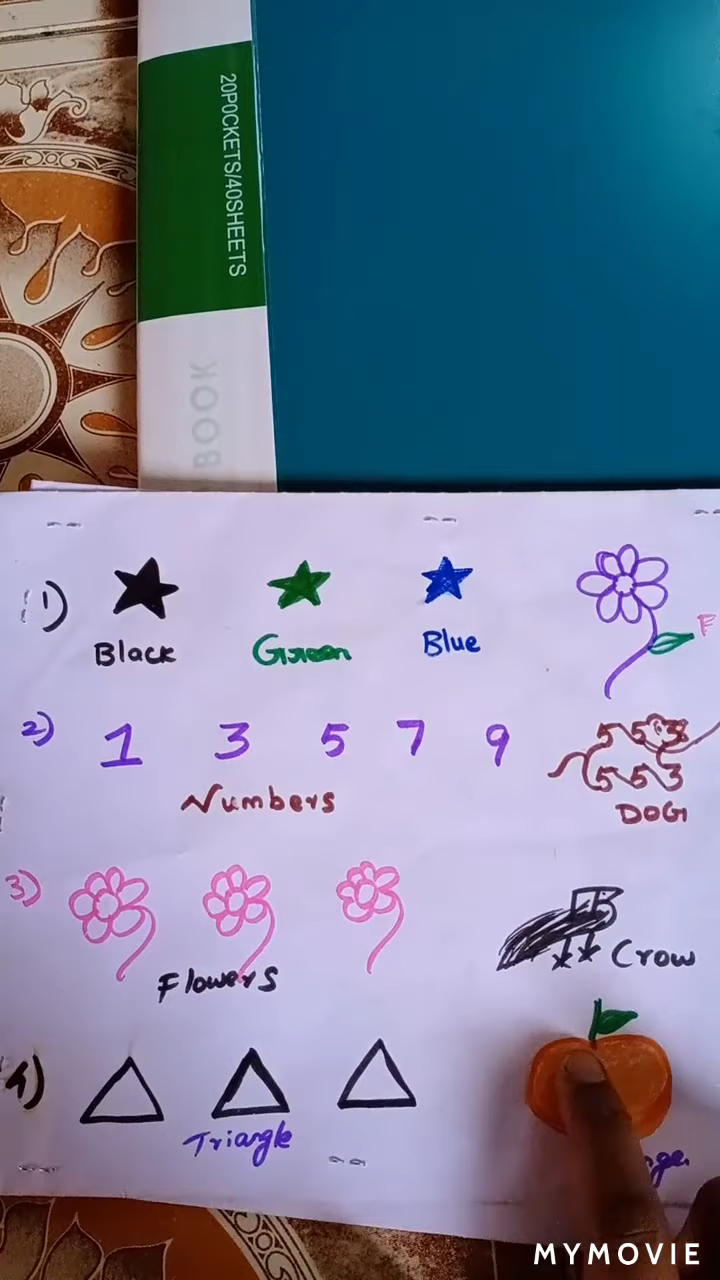 20POCKETS/40SHEETS
BOOK
1)
Black Green Blue
F
2) 1 3 5 7 9
Numbers
DOG
3)
Flowers
Crow
4)
Triangle
MYMOVIE